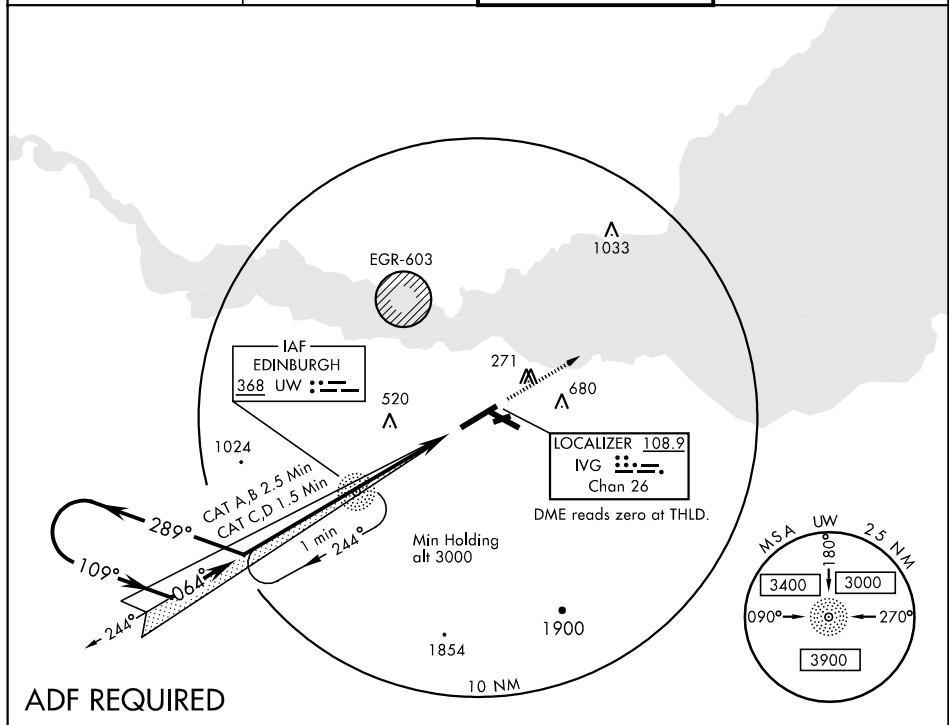 EGR-603
1033
IAF
EDINBURGH
368 UW
271
520
680
1024
LOCALIZER 108.9
IVG
Chan 26
DME reads zero at THLD.
CAT A,B 2.5 Min
CAT C,D 1.5 Min
289°
109°
064°
244°
1 min
244°
Min Holding
alt 3000
1900
1854
10 NM
MSA UW 25 NM
180°
3400
3000
090°
270°
3900
ADF REQUIRED